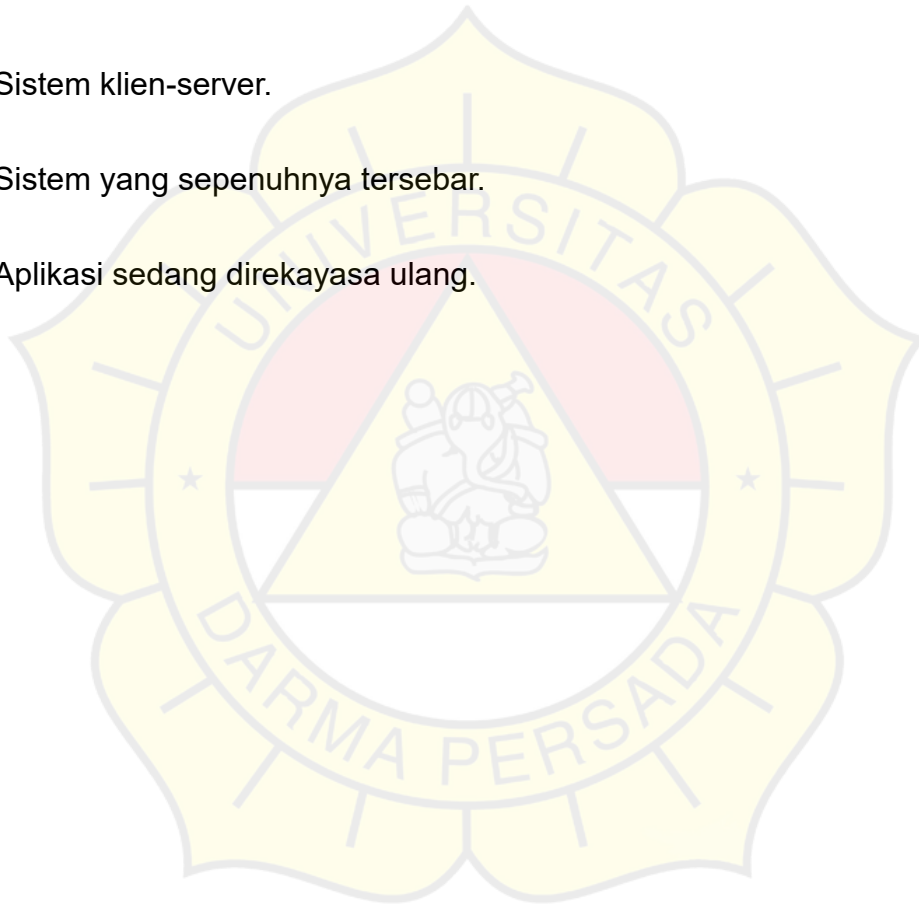 Sistem klien-server.
Sistem yang sepenuhnya tersebar.
Aplikasi sedang direkayasa ulang.
UNIVERSITAS
DARMA PERSADA